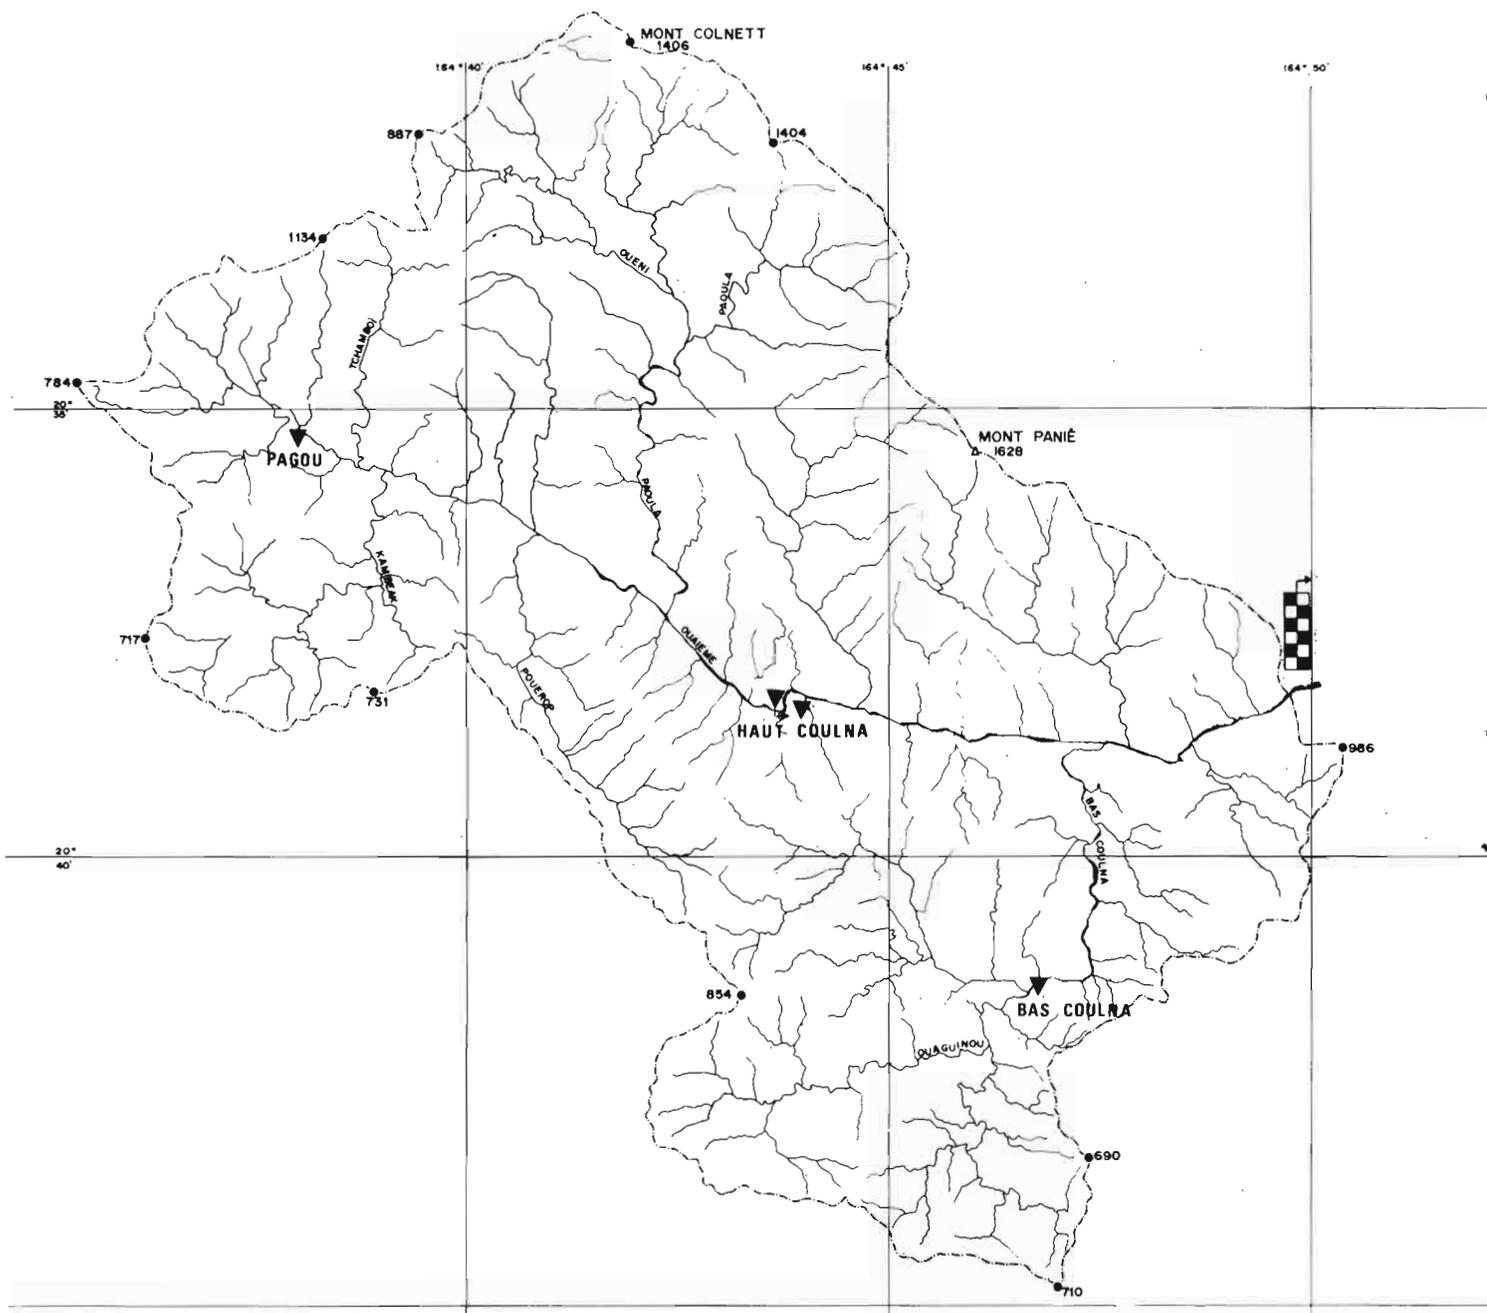 MONT COLNETT
1406
164° 40'
164° 45'
164° 50'
887
1404
1134
OUENI
PAOULA
TCHAMBOI
784
20°
35'
MONT PANIÉ
1628
PAGOU
PAOULA
KAMBEAK
717
OUAIEME
POUEROP
731
HAUT COULNA
986
BAS COULNA
20°
40'
854
BAS COULNA
OUAGUINOU
690
710